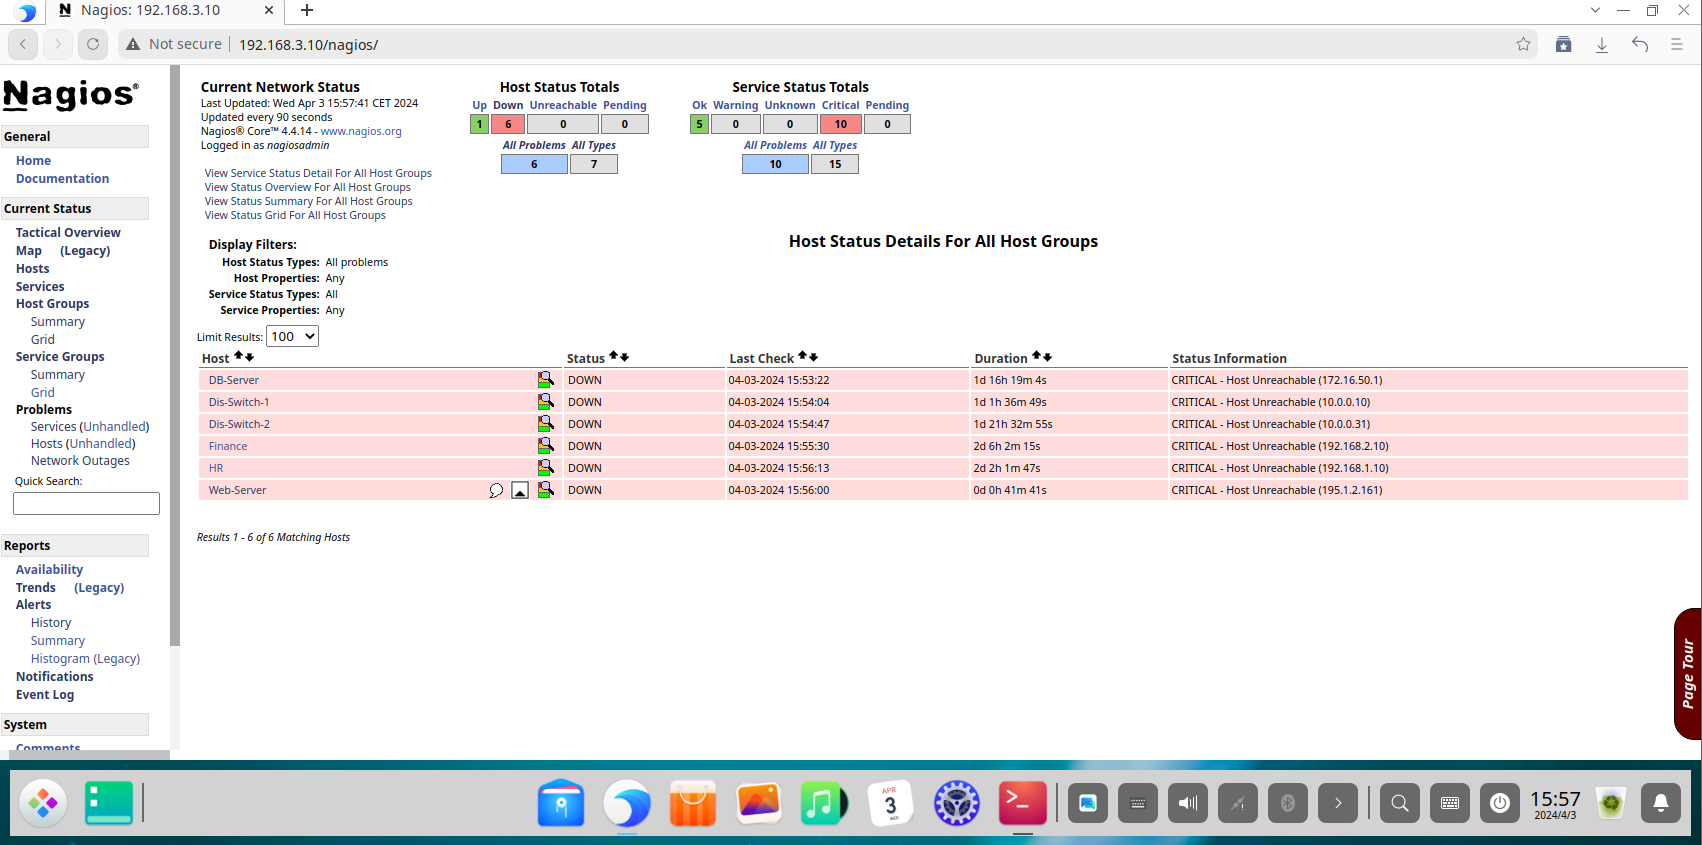 Nagios: 192.168.3.10
Not secure
192.168.3.10/nagios/
Nagios®
General
Home
Documentation
Current Status
Tactical Overview
Map (Legacy)
Hosts
Services
Host Groups
Summary
Grid
Service Groups
Summary
Grid
Problems
Services (Unhandled)
Hosts (Unhandled)
Network Outages
Quick Search:
Reports
Availability
Trends (Legacy)
Alerts
History
Summary
Histogram (Legacy)
Notifications
Event Log
System
Comments
Current Network Status
Last Updated: Wed Apr 3 15:57:41 CET 2024
Updated every 90 seconds
Nagios® Core™ 4.4.14 - www.nagios.org
Logged in as nagiosadmin
View Service Status Detail For All Host Groups
View Status Overview For All Host Groups
View Status Summary For All Host Groups
View Status Grid For All Host Groups
Host Status Totals
Up Down Unreachable Pending
1 6 0 0
All Problems All Types
6 7
Service Status Totals
Ok Warning Unknown Critical Pending
5 0 0 10 0
All Problems All Types
10 15
Display Filters:
Host Status Types: All problems
Host Properties: Any
Service Status Types: All
Service Properties: Any
Host Status Details For All Host Groups
Limit Results: 100
Host Status Last Check Duration Status Information
DB-Server DOWN 04-03-2024 15:53:22 1d 16h 19m 4s CRITICAL - Host Unreachable (172.16.50.1)
Dis-Switch-1 DOWN 04-03-2024 15:54:04 1d 1h 36m 49s CRITICAL - Host Unreachable (10.0.0.10)
Dis-Switch-2 DOWN 04-03-2024 15:54:47 1d 21h 32m 55s CRITICAL - Host Unreachable (10.0.0.31)
Finance DOWN 04-03-2024 15:55:30 2d 6h 2m 15s CRITICAL - Host Unreachable (192.168.2.10)
HR DOWN 04-03-2024 15:56:13 2d 2h 1m 47s CRITICAL - Host Unreachable (192.168.1.10)
Web-Server DOWN 04-03-2024 15:56:00 0d 0h 41m 41s CRITICAL - Host Unreachable (195.1.2.161)
Results 1 - 6 of 6 Matching Hosts
Page Tour
APR
3
WED
15:57
2024/4/3